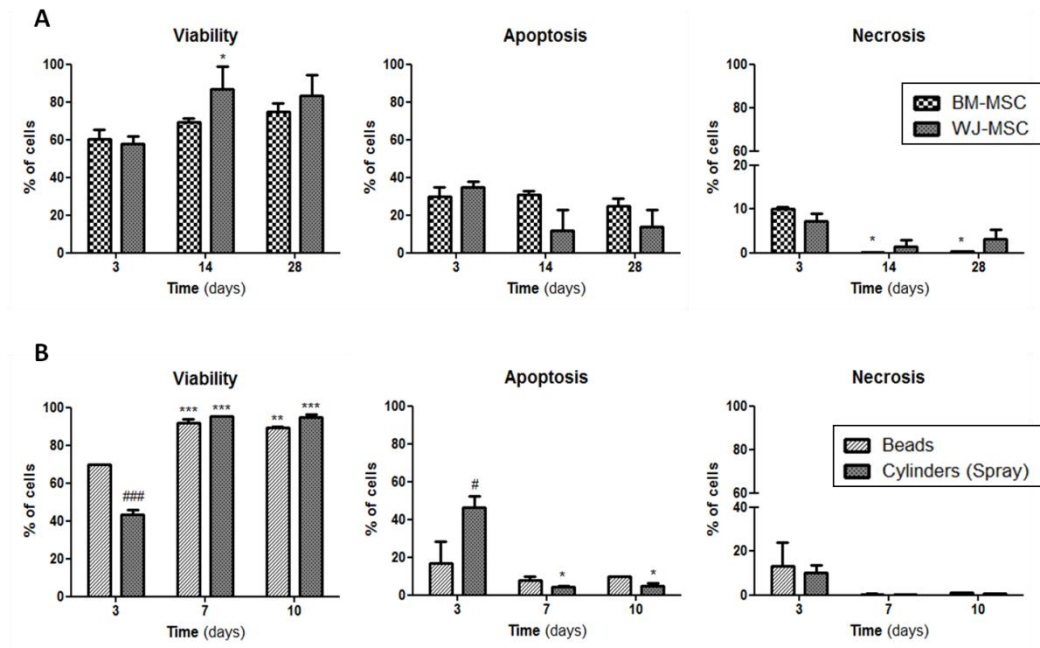 A
Viability
Apoptosis
Necrosis
% of cells
100
80
60
40
20
0
*
3
14
28
Time (days)
% of cells
100
80
60
40
20
0
3
14
28
Time (days)
% of cells
100
80
60
20
10
0
*
*
3
14
28
Time (days)
BM-MSC
WJ-MSC
B
Viability
Apoptosis
Necrosis
% of cells
100
80
60
40
20
0
###
***
***
**
***
3
7
10
Time (days)
% of cells
100
80
60
40
20
0
#
*
*
3
7
10
Time (days)
% of cells
100
80
60
20
10
0
3
7
10
Time (days)
Beads
Cylinders (Spray)